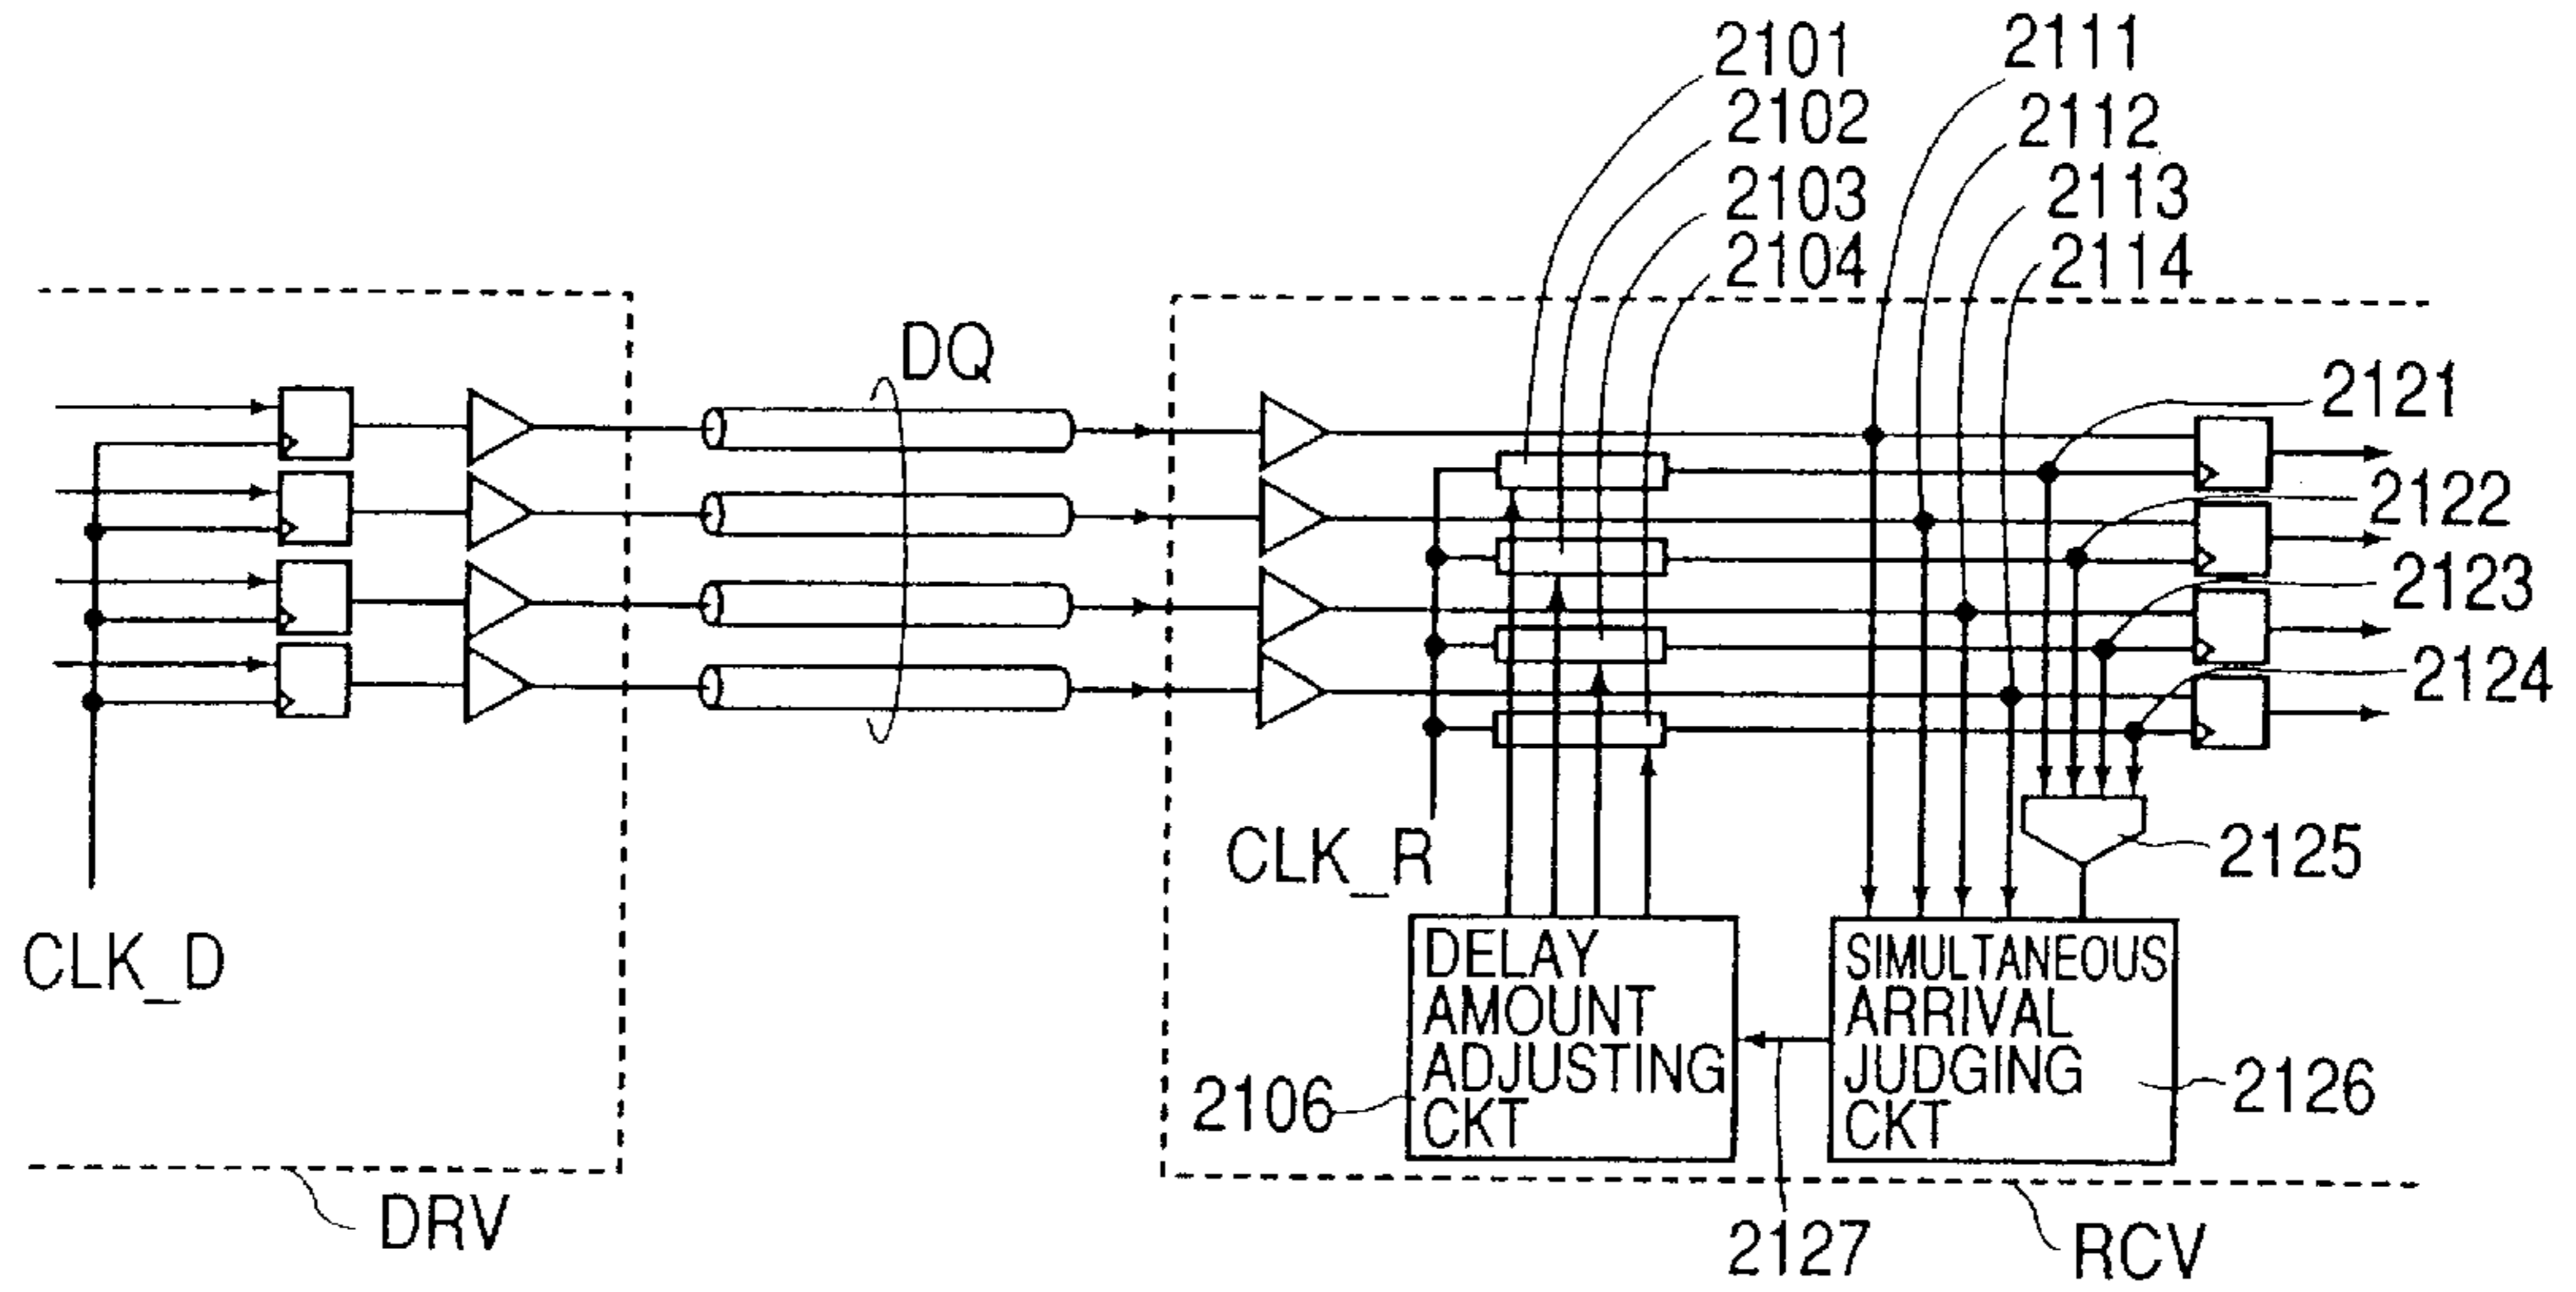 2101
2111
2102
2112
2103
2113
2104
2114
DQ
2121
2122
2123
2124
CLK_R
2125
CLK_D
DELAY
AMOUNT
ADJUSTING
CKT
SIMULTANEOUS
ARRIVAL
JUDGING
CKT
2106
2126
DRV
2127
RCV